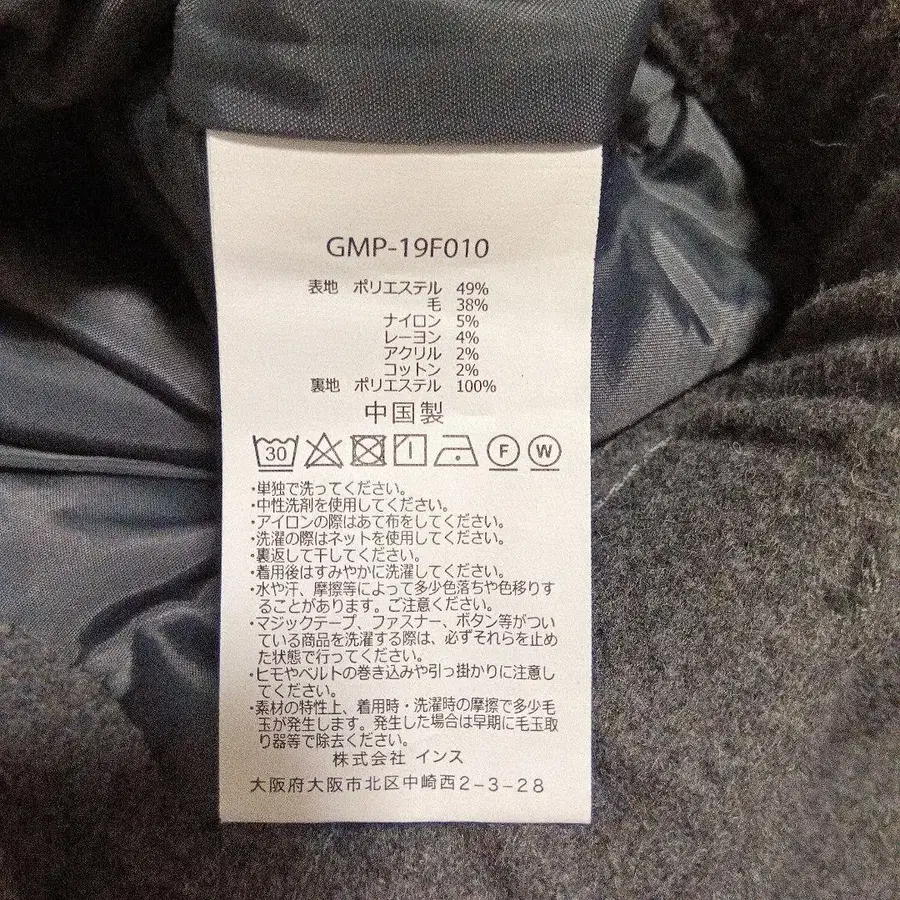 GMP-19F010
表地 ポリエステル 49%
毛 38%
ナイロン 5%
レーヨン 4%
アクリル 2%
コットン 2%
裏地 ポリエステル 100%
中国製
30 F W
・単独で洗ってください。
・中性洗剤を使用してください。
・アイロンの際はあて布をしてください。
・洗濯の際はネットを使用してください。
・裏返して干してください。
・着用後はすみやかに洗濯してください。
・水や汗、摩擦等によって多少色落ちや色移りす
ることがあります。ご注意ください。
・マジックテープ、ファスナー、ボタン等がつい
ている商品を洗濯する際は、必ずそれらを止め
た状態で行ってください。
・ヒモやベルトの巻き込みや引っ掛かりに注意し
てください。
・素材の特性上、着用時・洗濯時の摩擦で多少毛
玉が発生します。発生した場合は早期に毛玉取
り器等で除去ください。
株式会社 インス
大阪府大阪市北区中崎西2-3-28